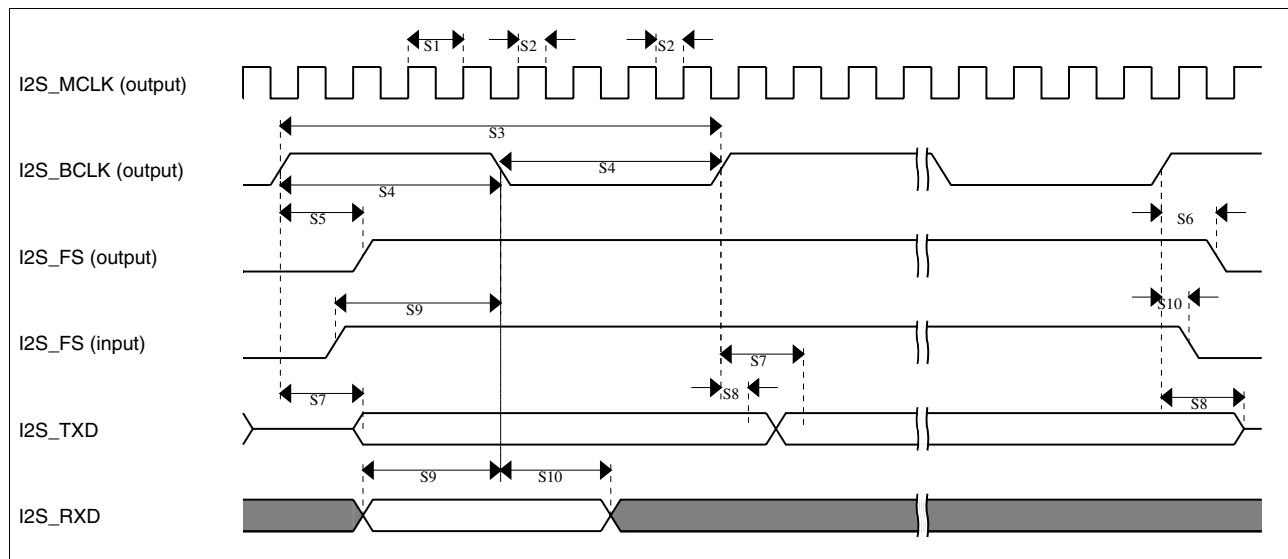 S1
S2
S2
I2S_MCLK (output)
S3
I2S_BCLK (output)
S4
S4
S5
S6
I2S_FS (output)
S9
S10
I2S_FS (input)
S7
S7
S8
S8
I2S_TXD
S9
S10
I2S_RXD